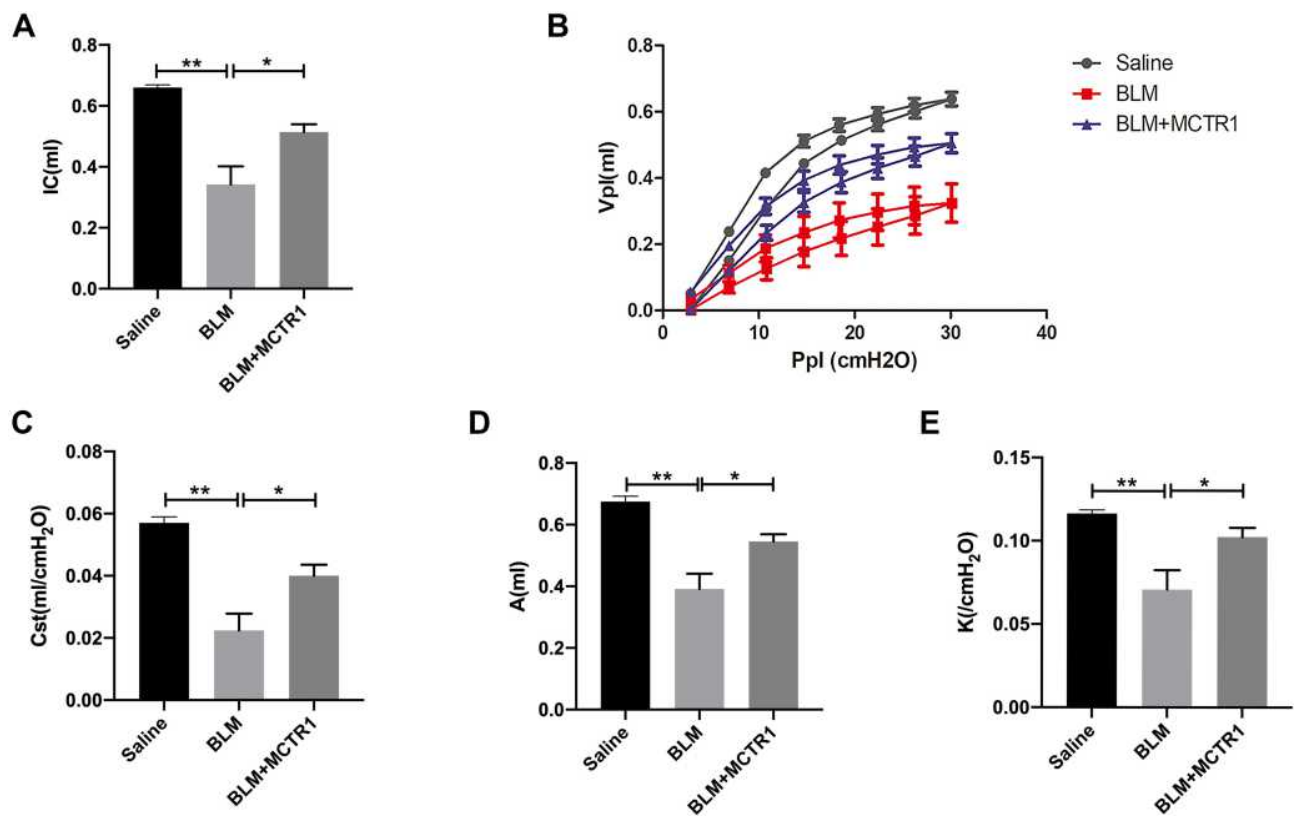 A
IC(ml)
0.8
0.6
0.4
0.2
0.0
**
*
Saline
BLM
BLM+MCTR1
B
Vpl(ml)
0.8
0.6
0.4
0.2
0.0
0
10
20
30
40
Ppl (cmH2O)
Saline
BLM
BLM+MCTR1
C
Cst(ml/cmH₂O)
0.08
0.06
0.04
0.02
0.00
**
*
Saline
BLM
BLM+MCTR1
D
A(ml)
0.8
0.6
0.4
0.2
0.0
**
*
Saline
BLM
BLM+MCTR1
E
K(/cmH₂O)
0.15
0.10
0.05
0.00
**
*
Saline
BLM
BLM+MCTR1